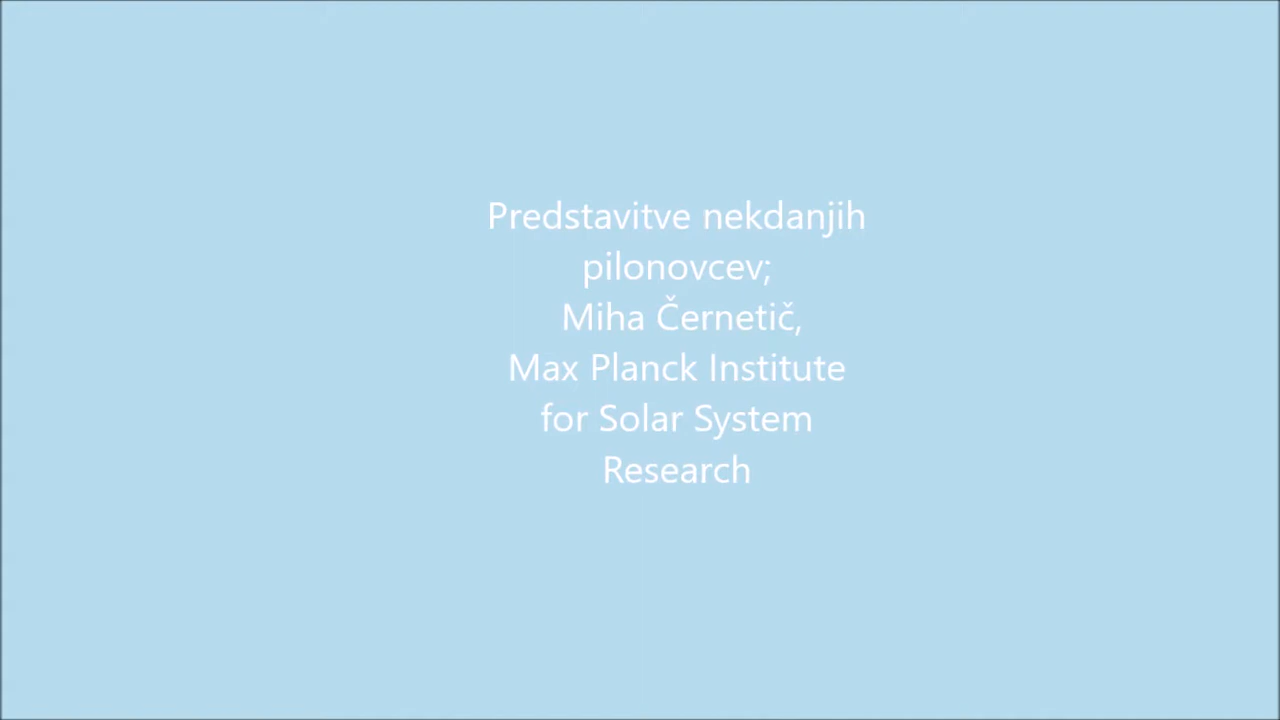 Predstavitve nekdanjih
pilonovcev;
Miha Černetič,
Max Planck Institute
for Solar System
Research